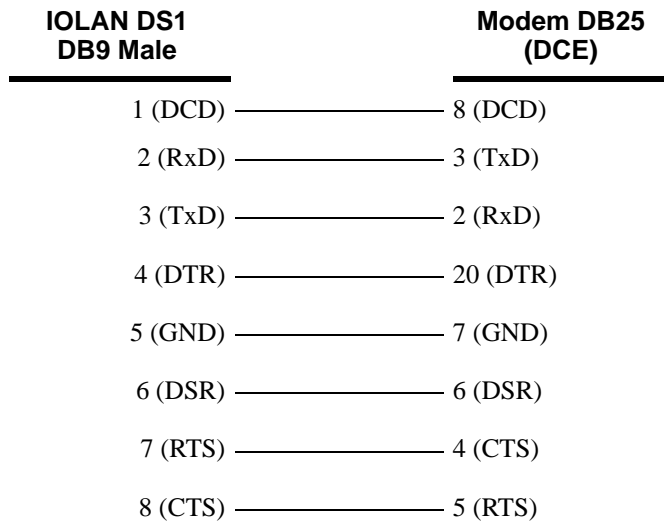 IOLAN DS1
DB9 Male
Modem DB25
(DCE)
1 (DCD) 8 (DCD)
2 (RxD) 3 (TxD)
3 (TxD) 2 (RxD)
4 (DTR) 20 (DTR)
5 (GND) 7 (GND)
6 (DSR) 6 (DSR)
7 (RTS) 4 (CTS)
8 (CTS) 5 (RTS)